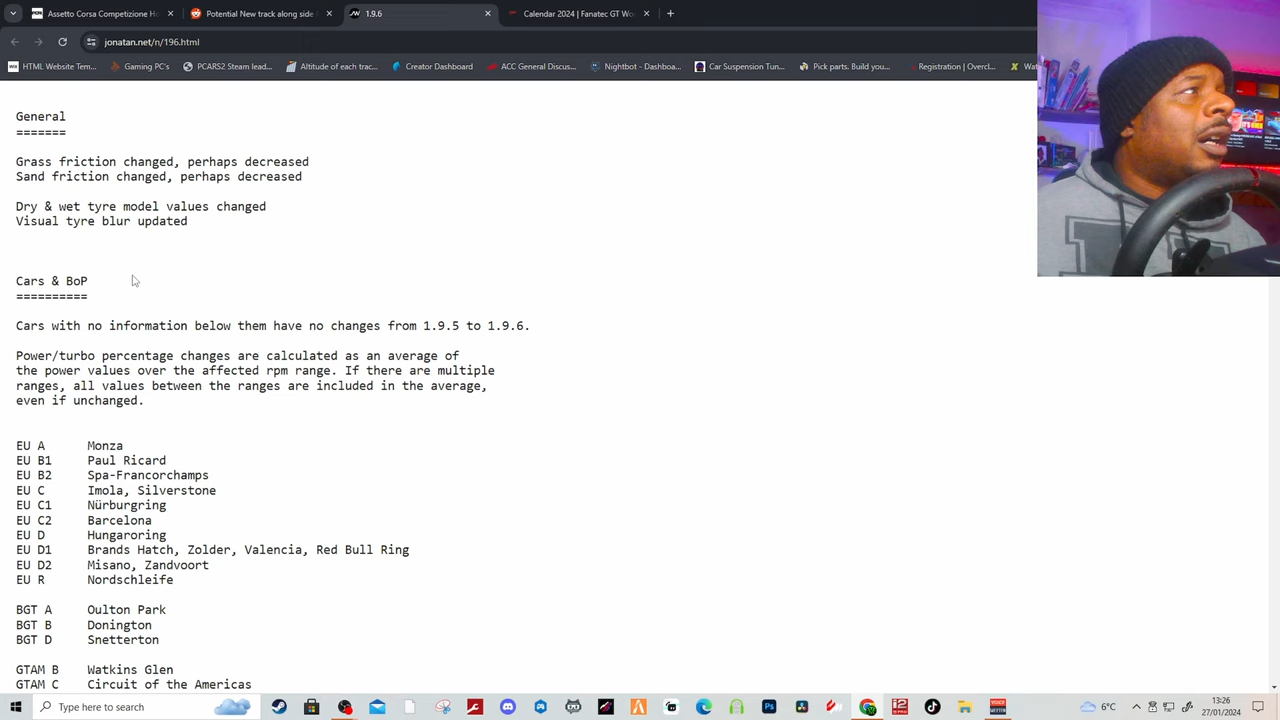 Assetto Corsa Competizione Ho
Potential New track along side
1.9.6
Calendar 2024 | Fanatec GT Wo
jonatan.net/n/196.html
HTML Website Tem...
Gaming PC's
PCARS2 Steam lead...
Altitude of each trac...
Creator Dashboard
ACC General Discus...
Nightbot - Dashboa...
Car Suspension Tun...
Pick parts. Build you...
Registration | Overcl...
General
=======
Grass friction changed, perhaps decreased
Sand friction changed, perhaps decreased
Dry & wet tyre model values changed
Visual tyre blur updated
Cars & BoP
==========
Cars with no information below them have no changes from 1.9.5 to 1.9.6.
Power/turbo percentage changes are calculated as an average of
the power values over the affected rpm range. If there are multiple
ranges, all values between the ranges are included in the average,
even if unchanged.
EU A Monza
EU B1 Paul Ricard
EU B2 Spa-Francorchamps
EU C Imola, Silverstone
EU C1 Nürburgring
EU C2 Barcelona
EU D Hungaroring
EU D1 Brands Hatch, Zolder, Valencia, Red Bull Ring
EU D2 Misano, Zandvoort
EU R Nordschleife
BGT A Oulton Park
BGT B Donington
BGT D Snetterton
GTAM B Watkins Glen
GTAM C Circuit of the Americas
Type here to search
6°C
13:26
27/01/2024